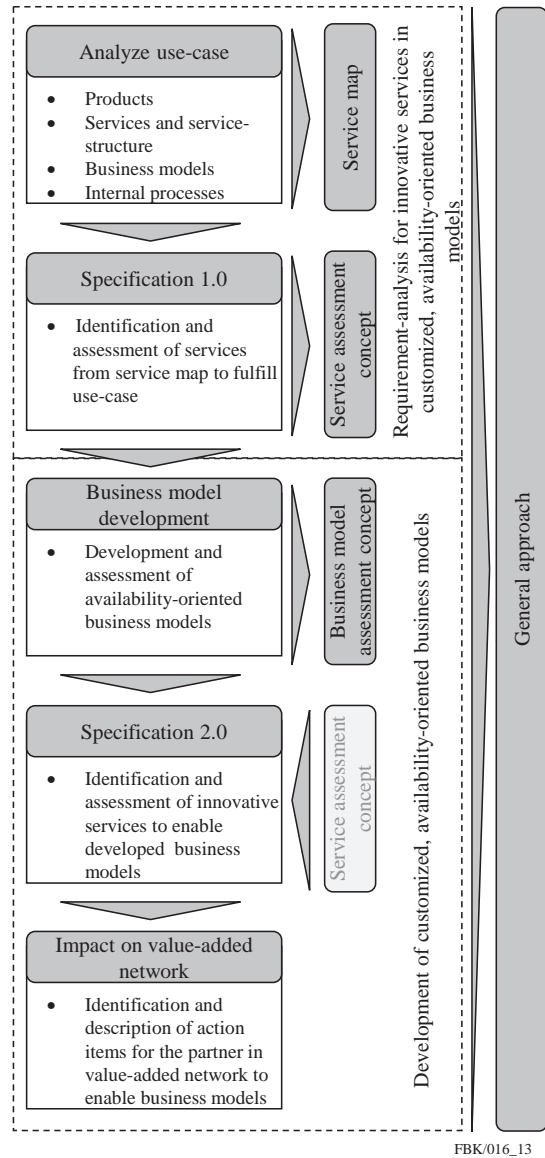 Analyze use-case
• Products
• Services and service-
structure
• Business models
• Internal processes
Service map
Specification 1.0
• Identification and
assessment of services
from service map to fulfill
use-case
Service assessment
concept
Requirement-analysis for innovative services in
customized, availability-oriented business
models
Business model
development
• Development and
assessment of
availability-oriented
business models
Business model
assessment concept
Specification 2.0
• Identification and
assessment of innovative
services to enable
developed business
models
Service assessment
concept
Impact on value-added
network
• Identification and
description of action
items for the partner in
value-added network to
enable business models
Development of customized, availability-oriented business models
General approach
FBK/016_13